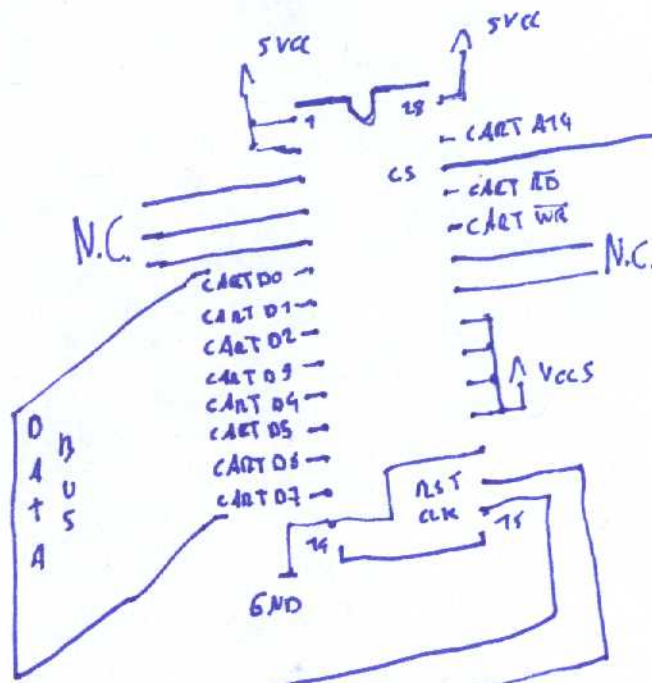 5VCC
5VCC
1
28
CART A14
CS
CART RD
CART WR
N.C.
N.C.
CART D0
CART D1
CART D2
CART D3
CART D4
CART D5
CART D6
CART D7
VCC5
DATA
BUS
RST
CLK
14
15
GND